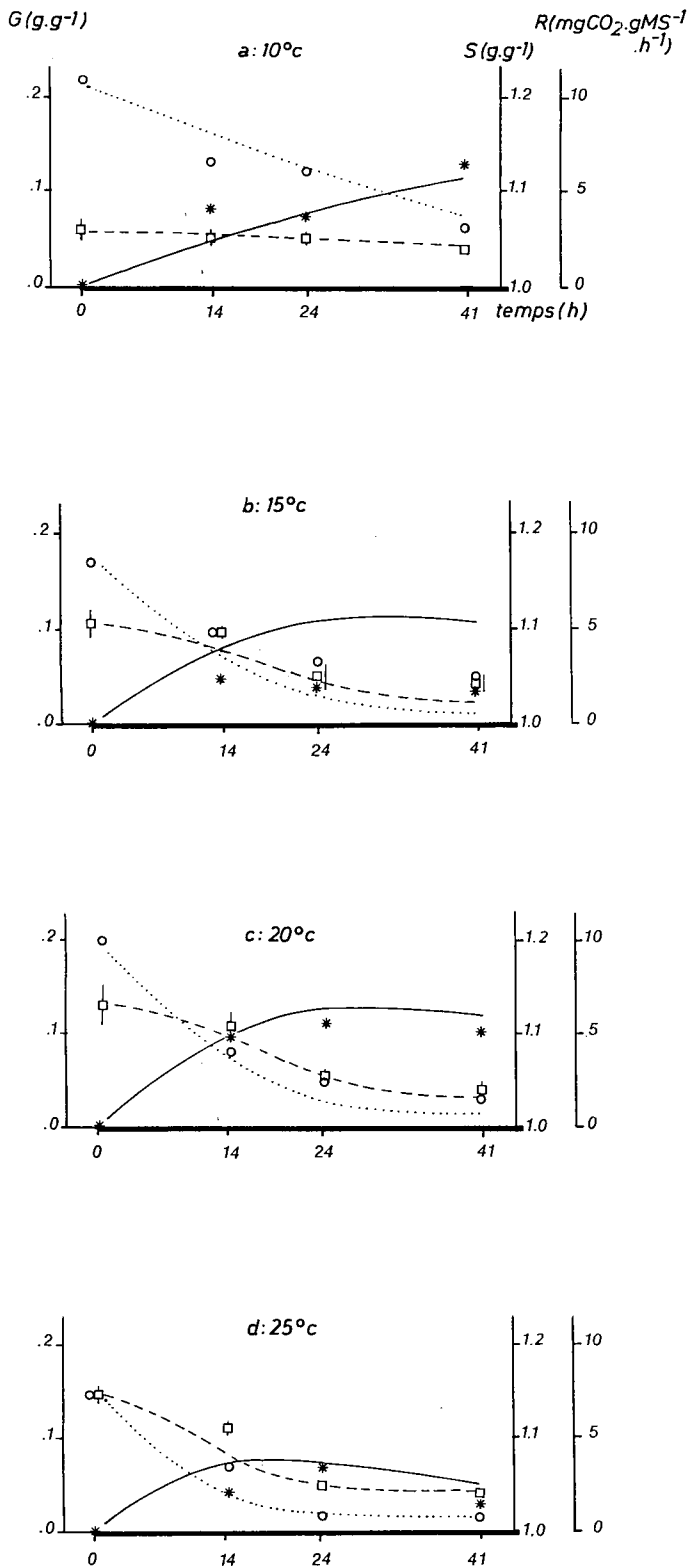 G (g.g-1) R(mgCO2.gMS-1
a: 10°c S(g.g-1) .h-1)
.2 1.2 10
.1 1.1 5
.0 1.0 0
0 14 24 41 temps(h)
b: 15°c
.2 1.2 10
.1 1.1 5
.0 1.0 0
0 14 24 41
c: 20°c
.2 1.2 10
.1 1.1 .5
.0 1.0 0
0 14 24 41
d: 25°c
.2 1.2 10
.1 1.1 5
.0 1.0 0
0 14 24 41